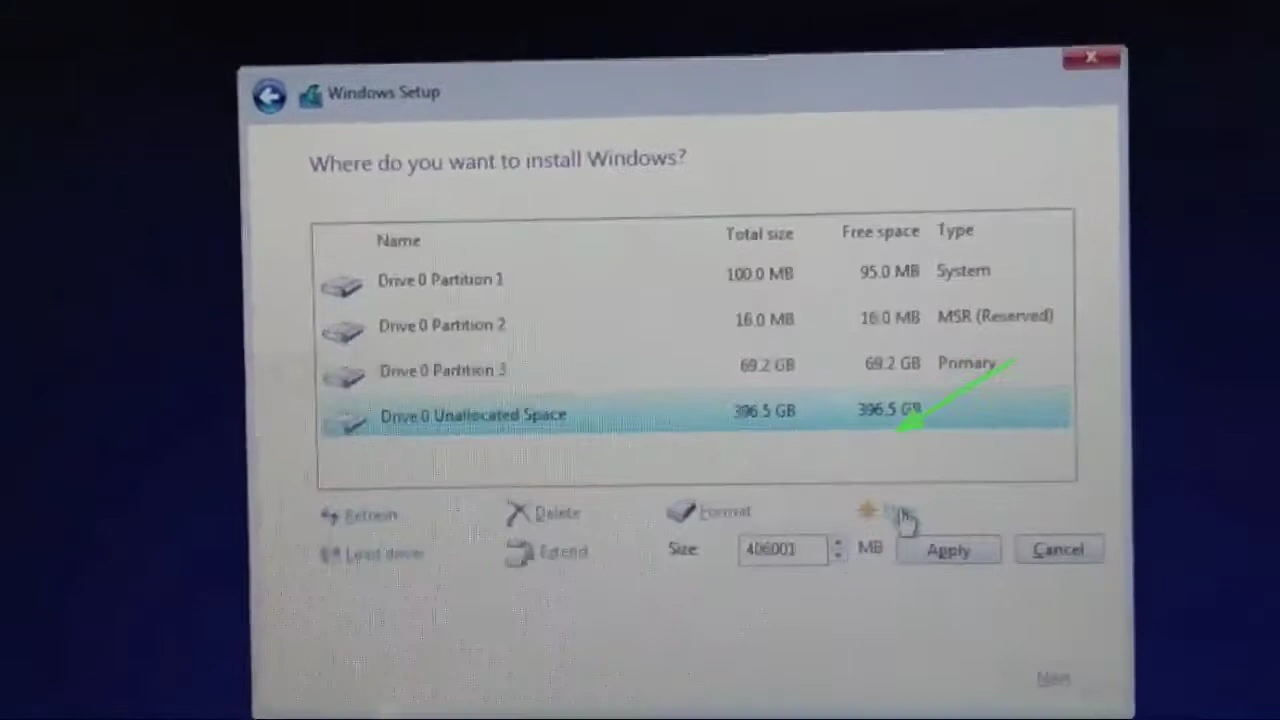 Windows Setup
Where do you want to install Windows?
Name Total size Free space Type
Drive 0 Partition 1 100.0 MB 95.0 MB System
Drive 0 Partition 2 16.0 MB 16.0 MB MSR (Reserved)
Drive 0 Partition 3 69.2 GB 69.2 GB Primary
Drive 0 Unallocated Space 396.5 GB 396.5 GB
Refresh Delete Format
Load driver Extend Size: 406001 MB Apply Cancel
Next